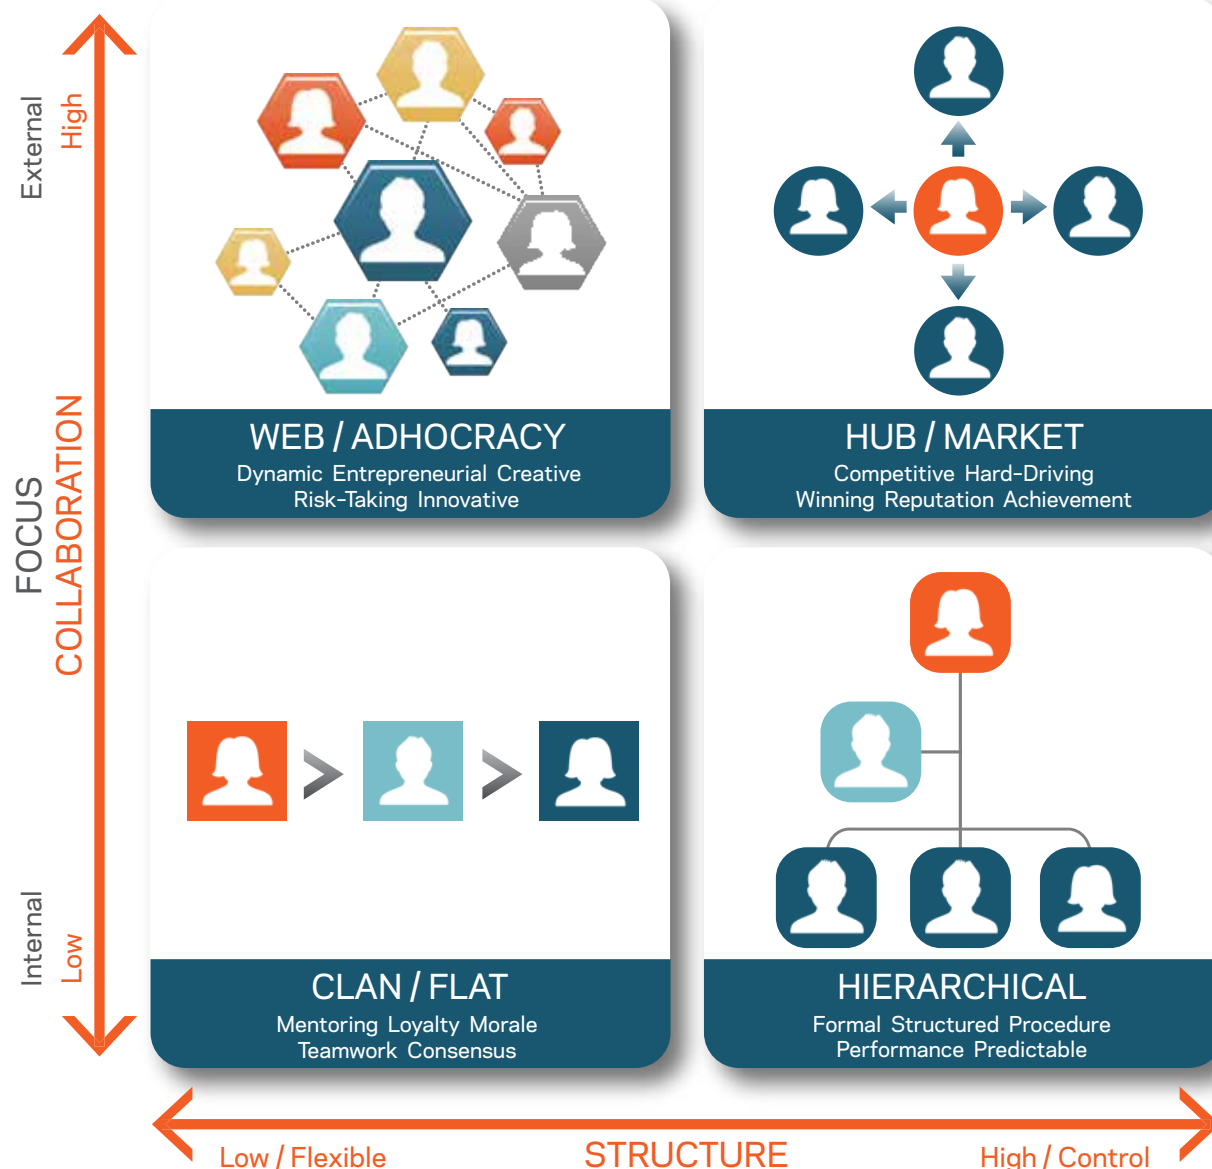 External
High
WEB / ADHOCRACY
Dynamic Entrepreneurial Creative
Risk-Taking Innovative
HUB / MARKET
Competitive Hard-Driving
Winning Reputation Achievement
FOCUS
COLLABORATION
Internal
Low
CLAN / FLAT
Mentoring Loyalty Morale
Teamwork Consensus
HIERARCHICAL
Formal Structured Procedure
Performance Predictable
Low / Flexible
STRUCTURE
High / Control